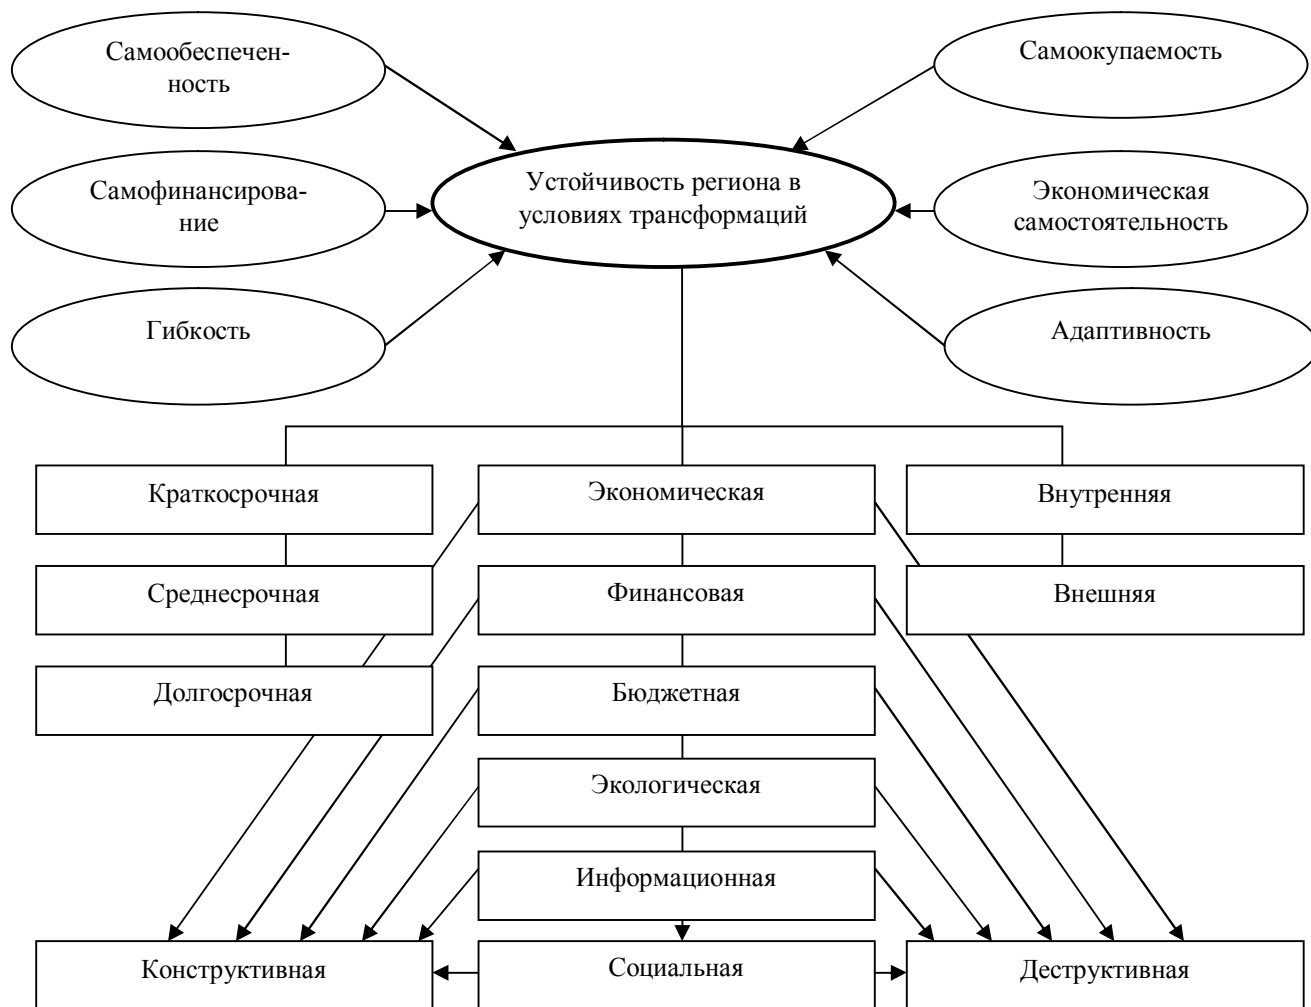 Самообеспечен-
ность
Самоокупаемость
Самофинансирова-
ние
Устойчивость региона в
условиях трансформаций
Экономическая
самостоятельность
Гибкость
Адаптивность
Краткосрочная
Экономическая
Внутренняя
Среднесрочная
Финансовая
Внешняя
Долгосрочная
Бюджетная
Экологическая
Информационная
Конструктивная
Социальная
Деструктивная